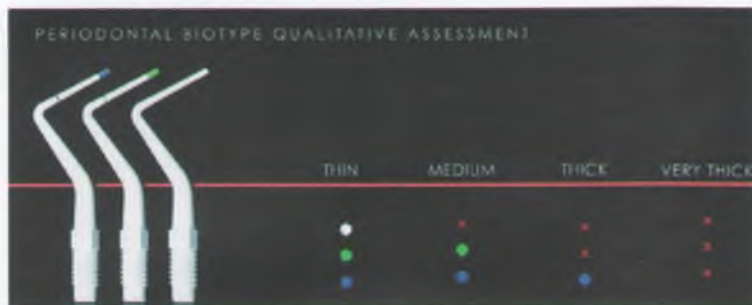 PERIODONTAL BIOTYPE QUALITATIVE ASSESSMENT
THIN MEDIUM THICK VERY THICK